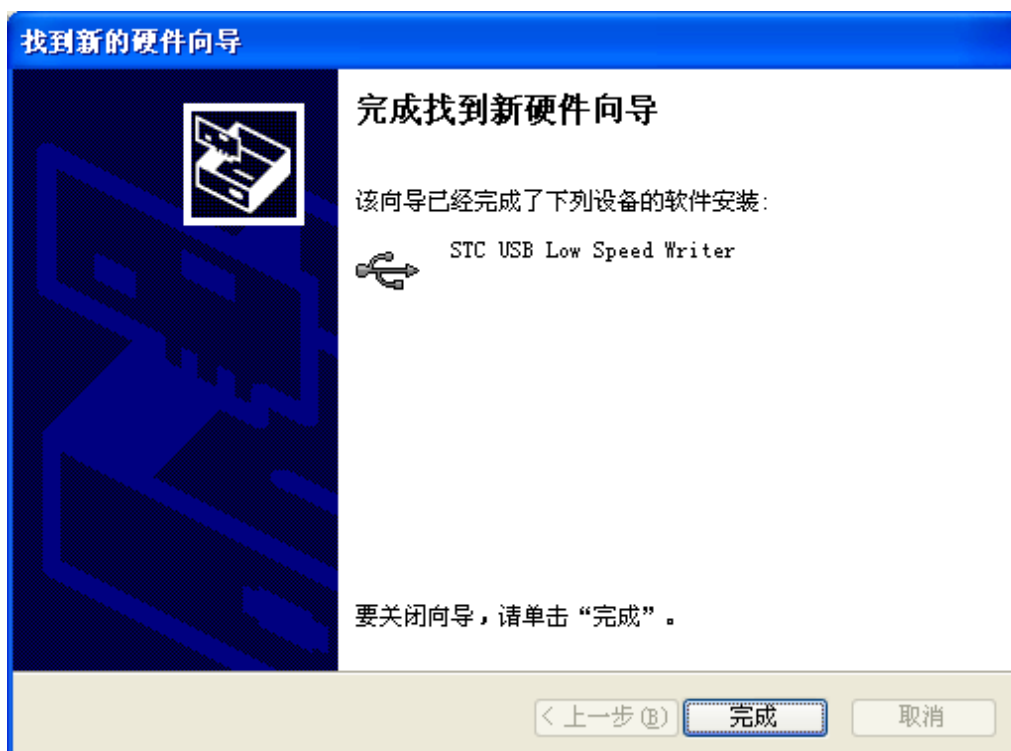 找到新的硬件向导
完成找到新硬件向导
该向导已经完成了下列设备的软件安装:
STC USB Low Speed Writer
要关闭向导，请单击“完成”。
< 上一步(B) 完成 取消